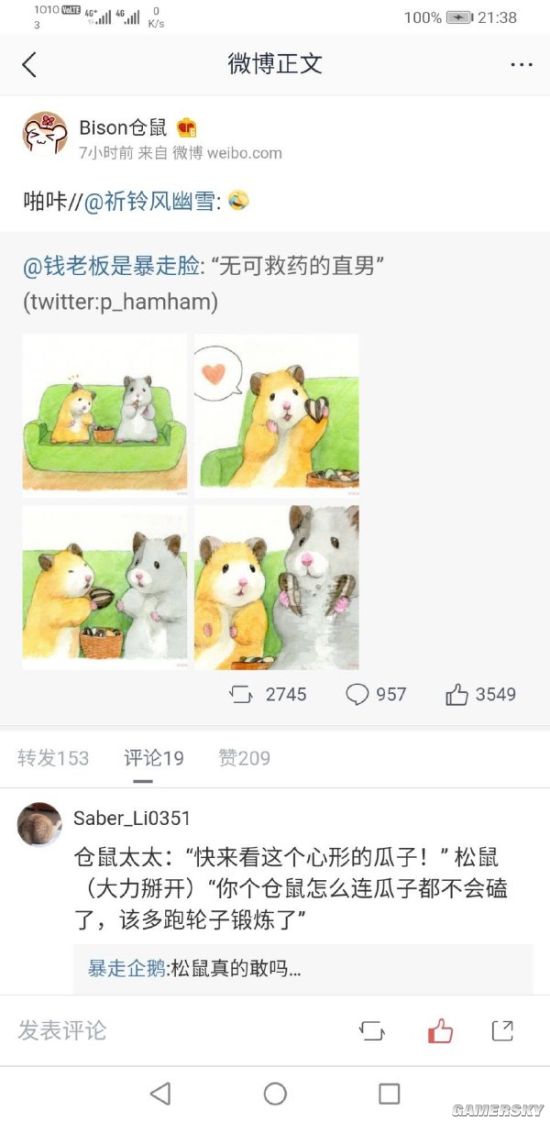 1010 VoLTE 4G+ 4G 0 100% 21:38
3 K/s
微博正文
Bison仓鼠
7小时前 来自 微博 weibo.com
啪咔//@祈铃风幽雪:
@钱老板是暴走脸: “无可救药的直男”
(twitter:p_hamham)
2745 957 3549
转发153 评论19 赞209
Saber_Li0351
仓鼠太太：“快来看这个心形的瓜子！” 松鼠
（大力掰开）“你个仓鼠怎么连瓜子都不会嗑
了，该多跑轮子锻炼了”
暴走企鹅:松鼠真的敢吗...
发表评论
GAMERSKY